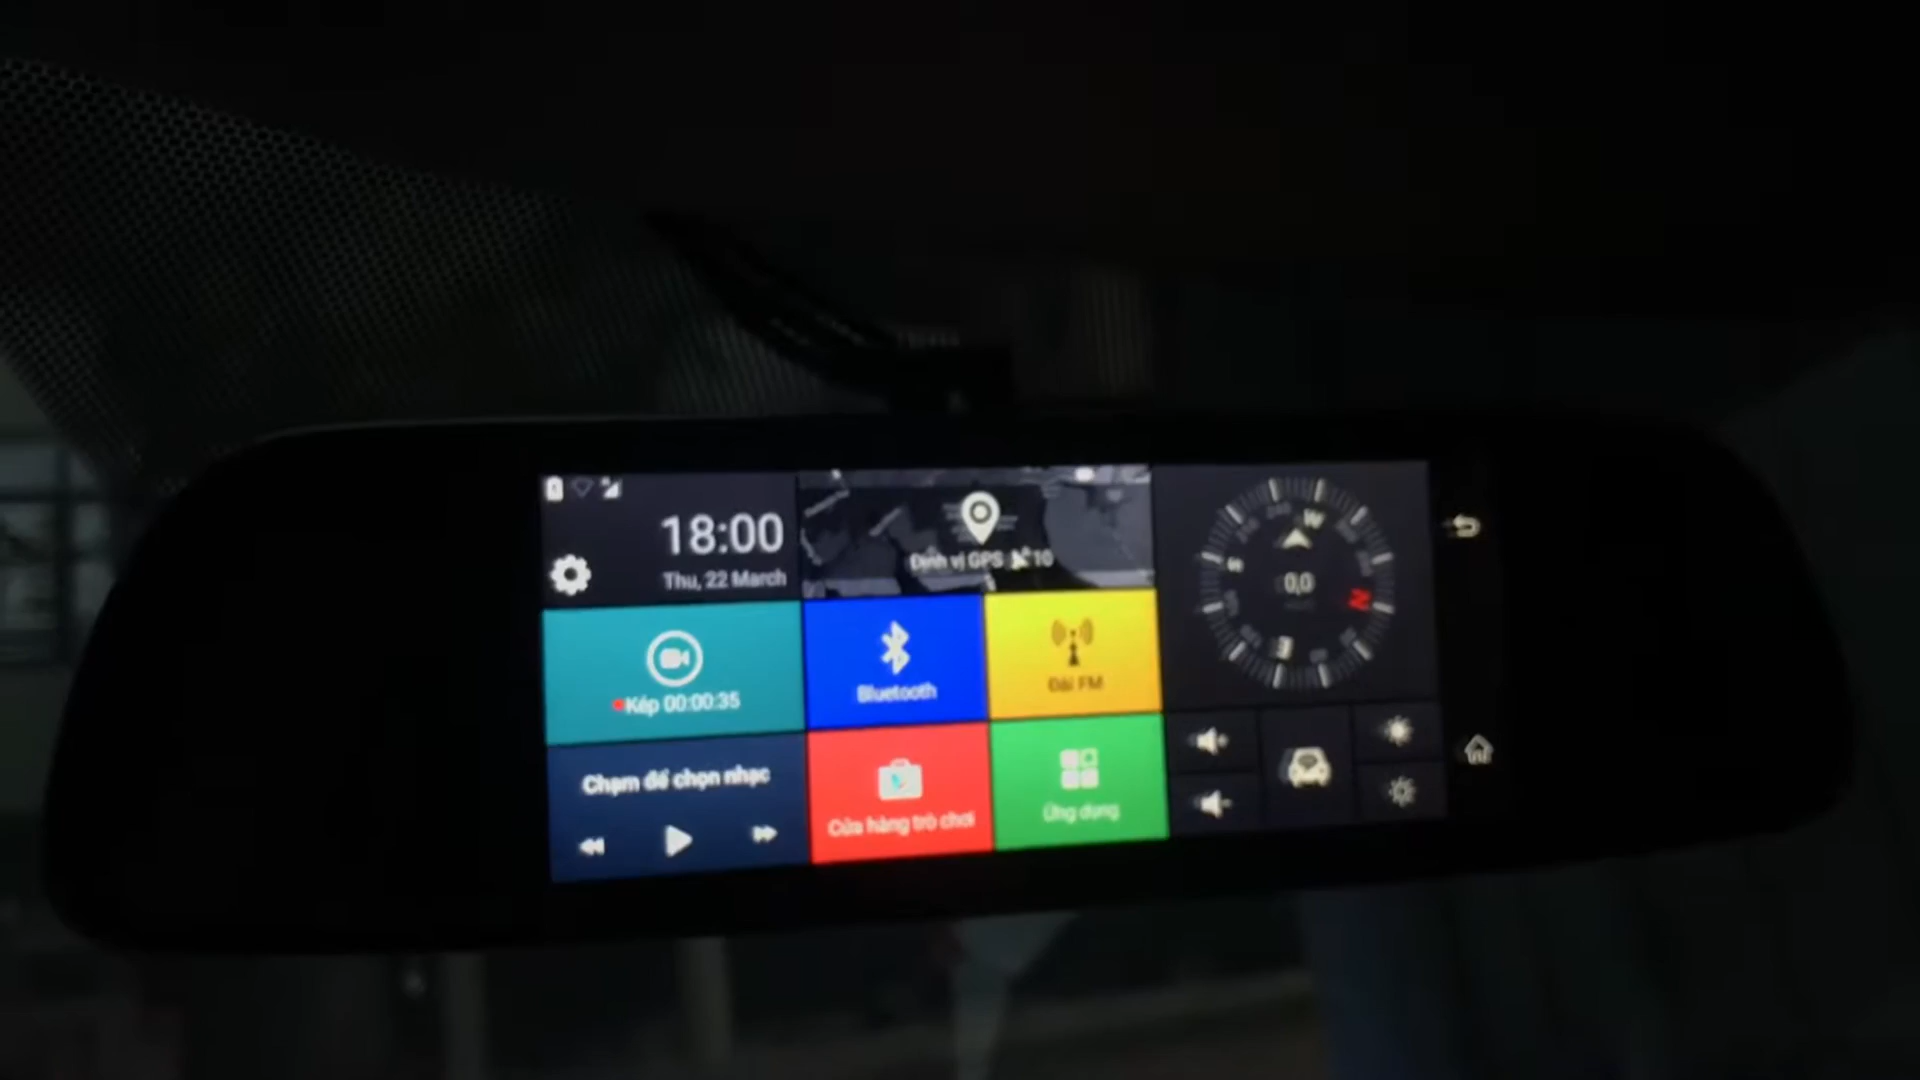 18:00
Thu, 22 March
Định vị GPS
10
Kép 00:00:35
Bluetooth
Đài FM
Chạm để chọn nhạc
Cửa hàng trò chơi
Ứng dụng
W
0,0
N
S
E